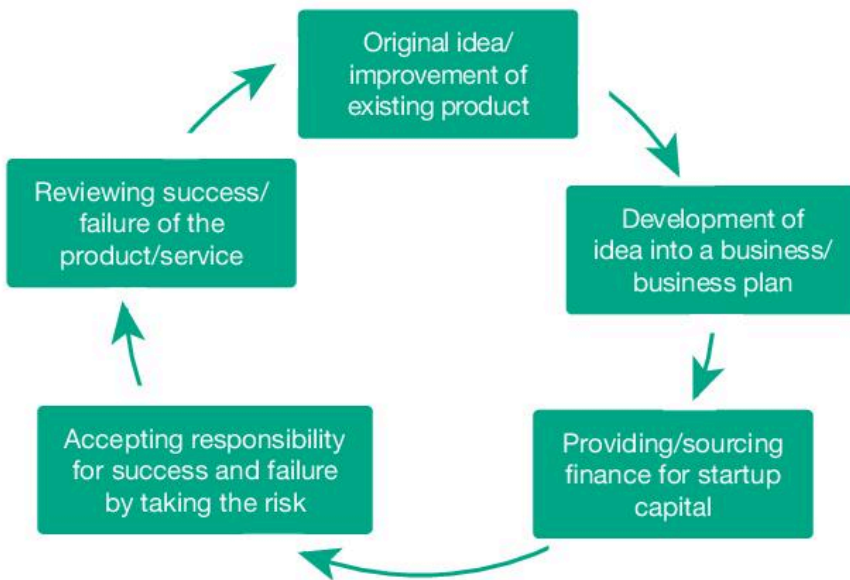 Original idea/
improvement of
existing product
Development of
idea into a business/
business plan
Providing/sourcing
finance for startup
capital
Accepting responsibility
for success and failure
by taking the risk
Reviewing success/
failure of the
product/service